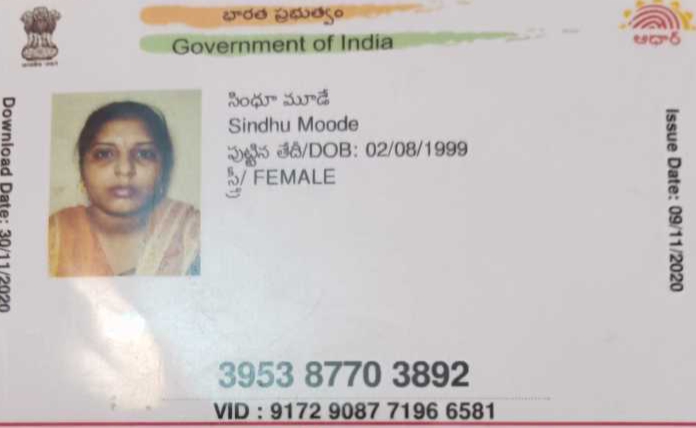 భారత ప్రభుత్వం
Government of India
ఆధార్
Download Date: 30/11/2020
సింధూ మూడే
Sindhu Moode
పుట్టిన తేదీ/DOB: 02/08/1999
స్త్రీ/ FEMALE
Issue Date: 09/11/2020
3953 8770 3892
VID : 9172 9087 7196 6581